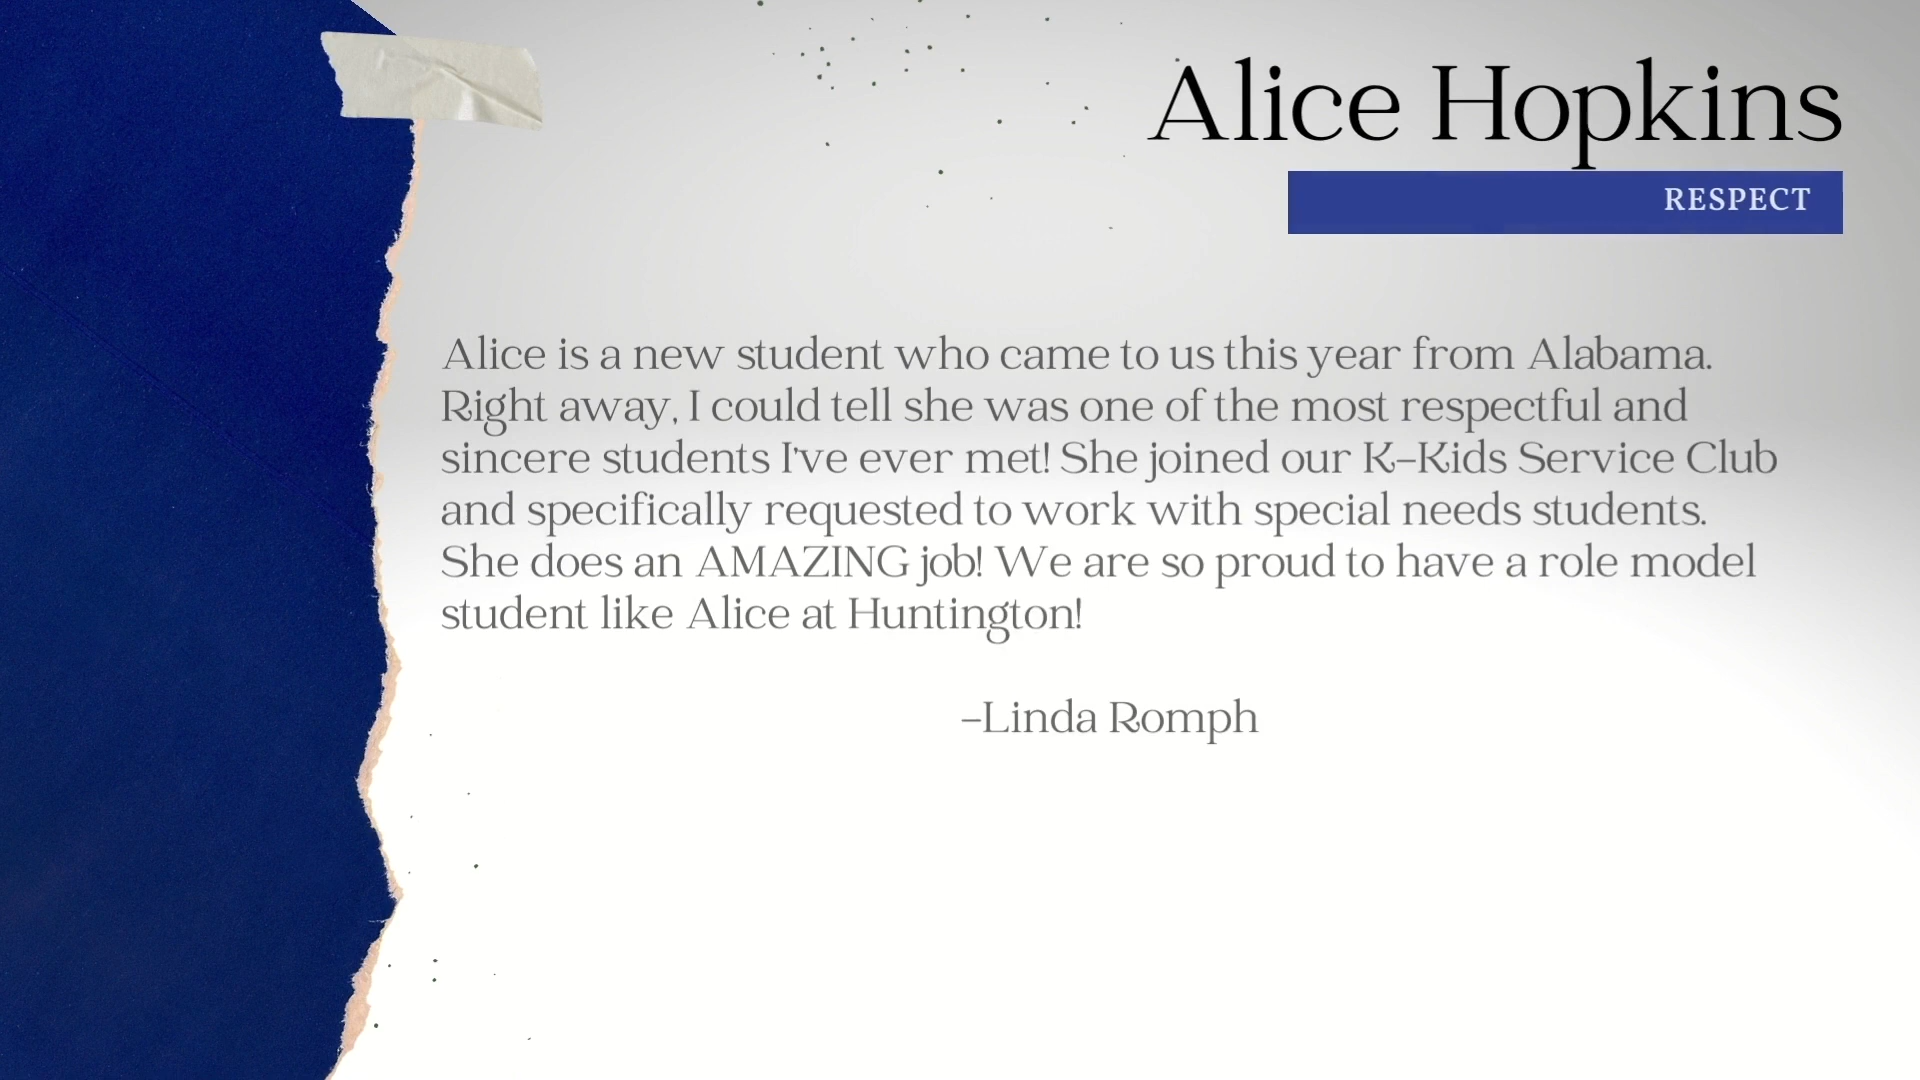 Alice Hopkins
RESPECT
Alice is a new student who came to us this year from Alabama.
Right away, I could tell she was one of the most respectful and
sincere students I've ever met! She joined our K-Kids Service Club
and specifically requested to work with special needs students.
She does an AMAZING job! We are so proud to have a role model
student like Alice at Huntington!
-Linda Romph